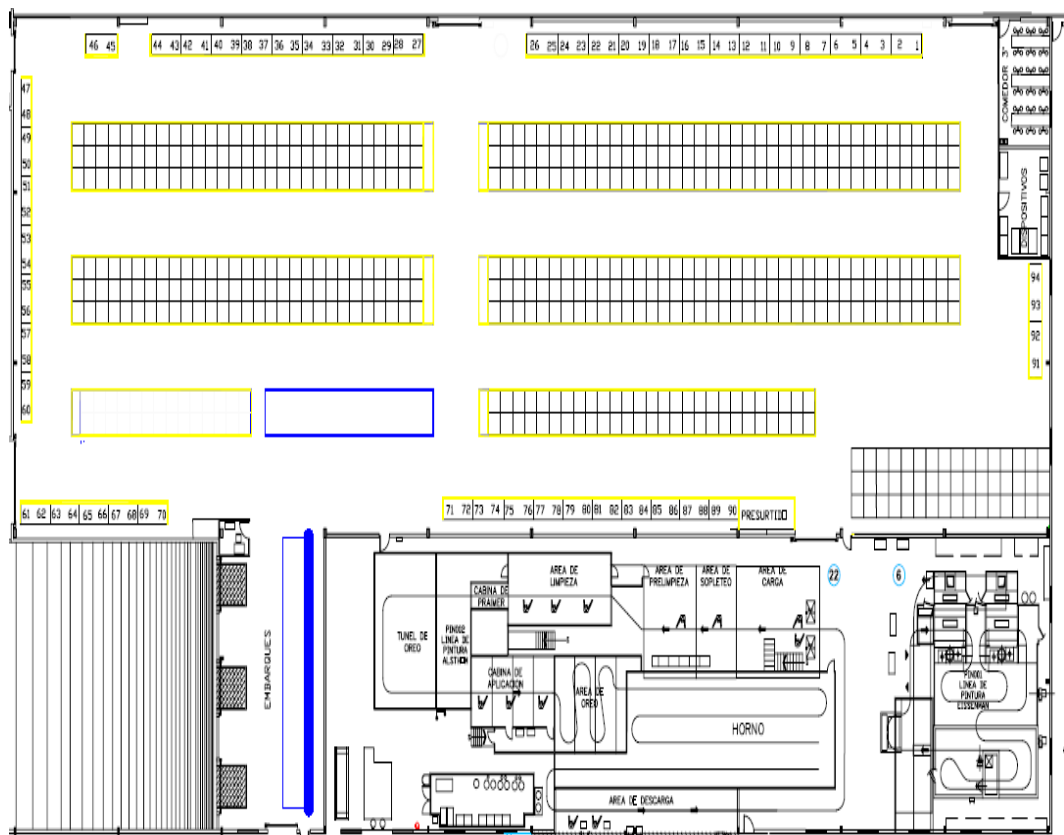 46 45
44 43 42 41 40 39 38 37 36 35 34 33 32 31 30 29 28 27
26 25 24 23 22 21 20 19 18 17 16 15 14 13 12 11 10 9 8 7 6 5 4 3 2 1
COMEDOR 3°
47
48
49
50
51
52
53
54
55
56
57
58
59
60
DISPOSITIVOS
94
93
92
91
61 62 63 64 65 66 67 68 69 70
71 72 73 74 75 76 77 78 79 80 81 82 83 84 85 86 87 88 89 90 PRESURTIDO
EMBARQUES
TUNEL DE
OREO
PIN002
LINEA DE
PINTURA
ALSTHOM
CABINA DE
PRAIMER
AREA DE
LIMPIEZA
AREA DE
PRELIMPIEZA
AREA DE
SOPLETEO
AREA DE
CARGA
22
6
CABINA DE
APLICACION
AREA DE
OREO
HORNO
AREA DE DESCARGA
PIN001
LINEA DE
PINTURA
EISSENMAN